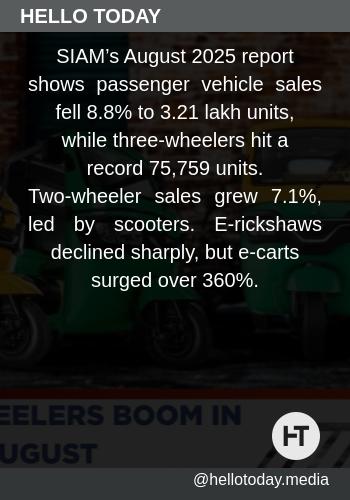 HELLO TODAY
SIAM's August 2025 report
shows passenger vehicle sales
fell 8.8% to 3.21 lakh units,
while three-wheelers hit a
record 75,759 units.
Two-wheeler sales grew 7.1%,
led by scooters. E-rickshaws
declined sharply, but e-carts
surged over 360%.
EELERS BOOM IN
UGUST
HT
@hellotoday.media